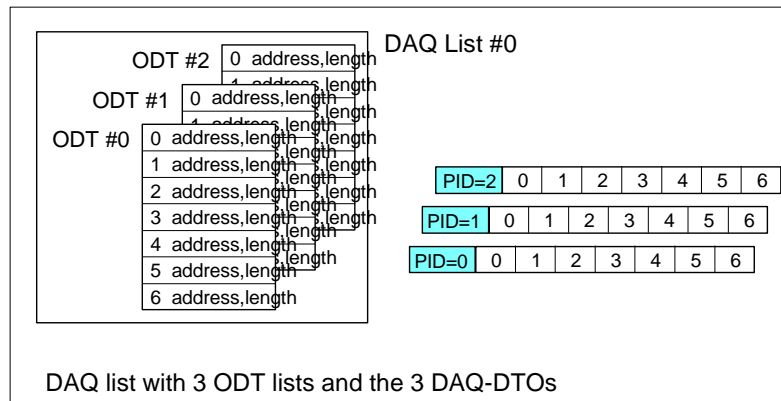 DAQ List #0
ODT #2
0 address,length
ODT #1
0 address,length
ODT #0
0 address,length
1 address,length
2 address,length
3 address,length
4 address,length
5 address,length
6 address,length
PID=2 0 1 2 3 4 5 6
PID=1 0 1 2 3 4 5 6
PID=0 0 1 2 3 4 5 6
DAQ list with 3 ODT lists and the 3 DAQ-DTOs